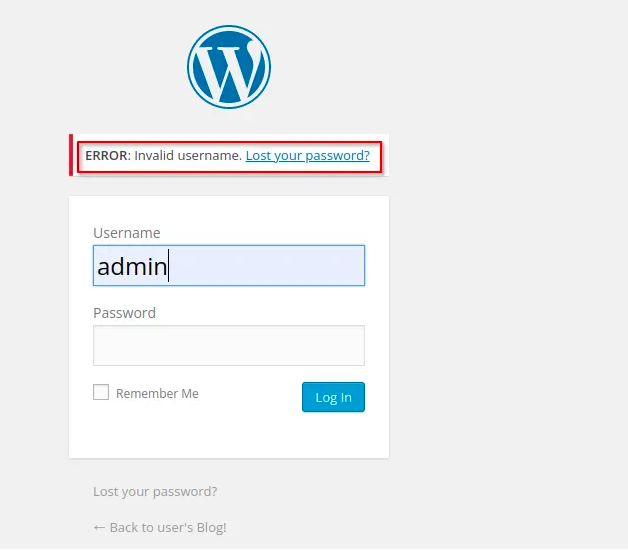 ERROR: Invalid username. Lost your password?
Username
admin
Password
Remember Me
Log In
Lost your password?
← Back to user's Blog!